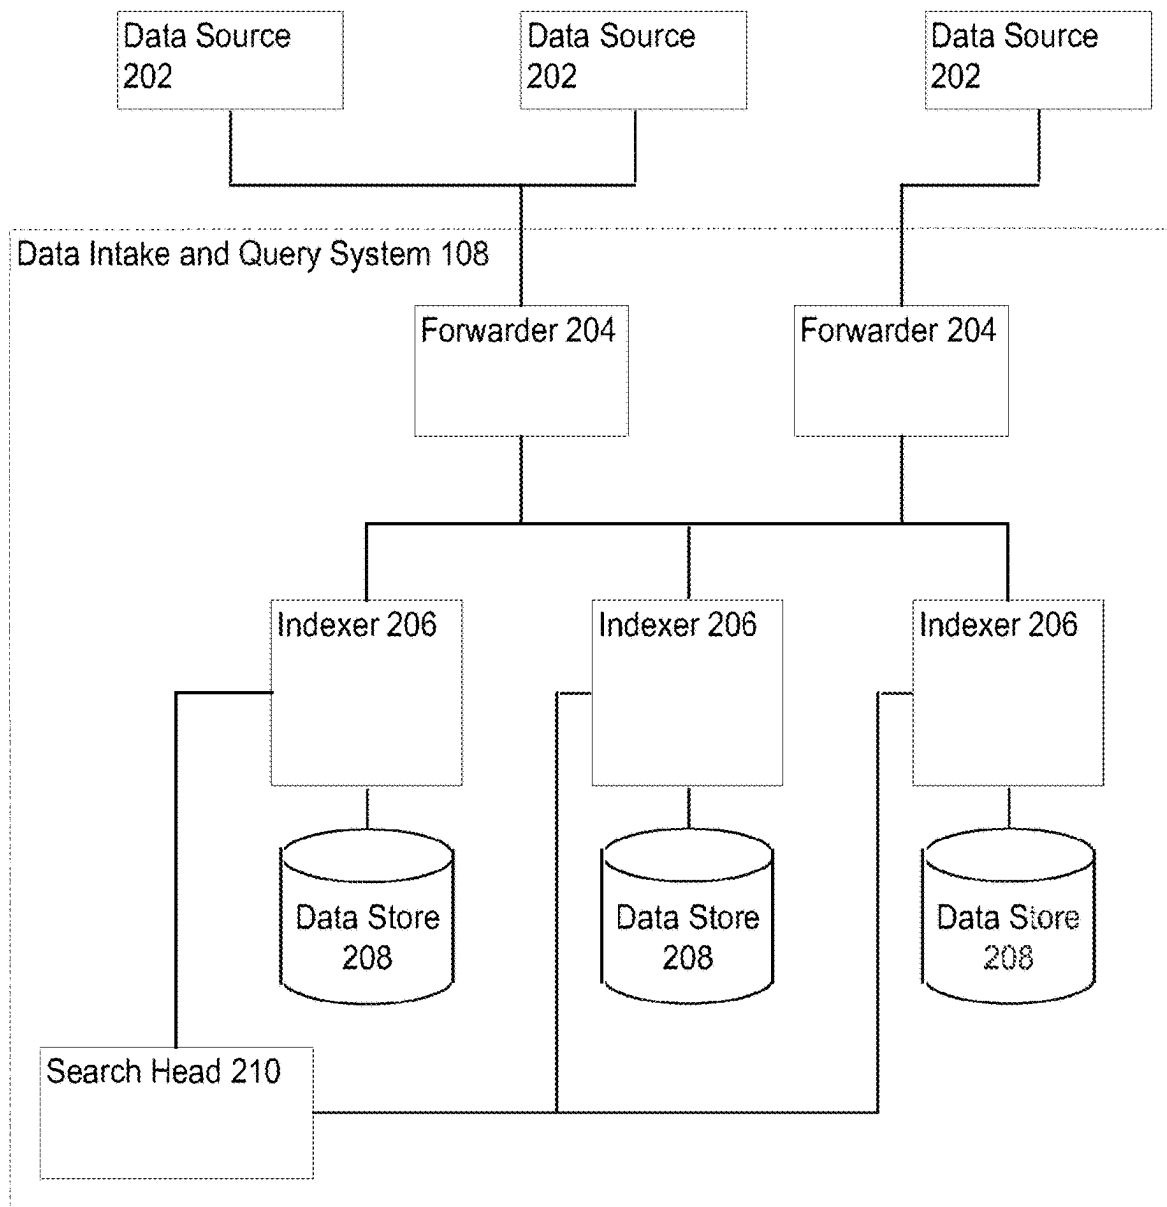 Data Source
202
Data Source
202
Data Source
202
Data Intake and Query System 108
Forwarder 204
Forwarder 204
Indexer 206
Indexer 206
Indexer 206
Data Store
208
Data Store
208
Data Store
208
Search Head 210